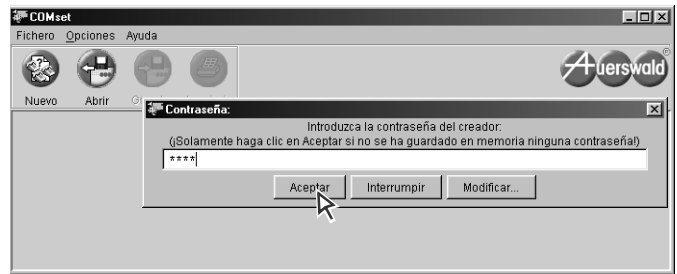 COMset
Fichero Opciones Ayuda
Auerswald®
Nuevo Abrir
Contraseña:
Introduzca la contraseña del creador:
(¡Solamente haga clic en Aceptar si no se ha guardado en memoria ninguna contraseña!)
****
Aceptar Interrumpir Modificar...